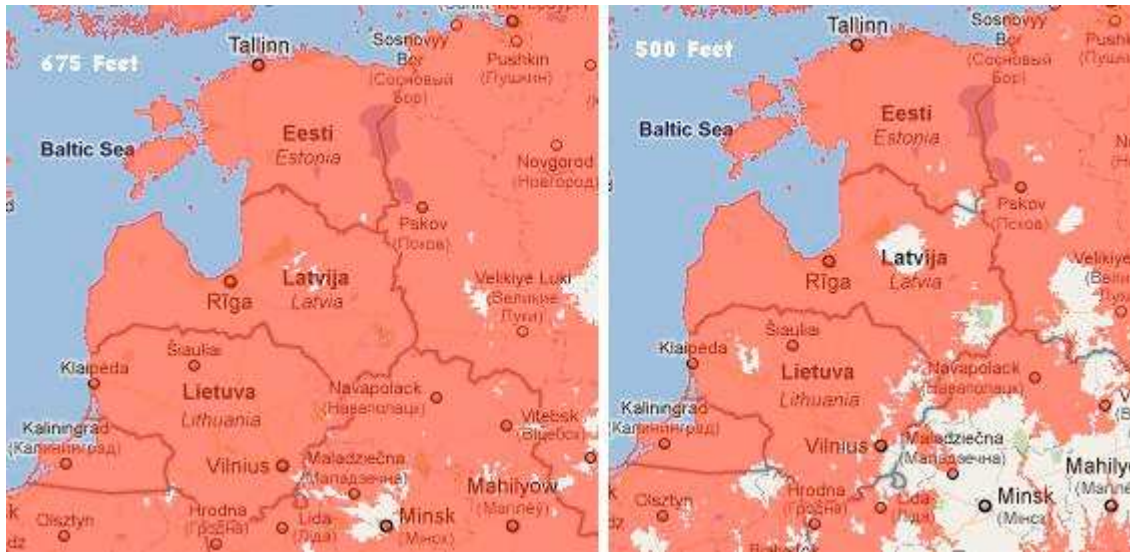 675 Feet
Tallinn
Sosnovyy
Bor
(Сосновый
Бор)
Pushkin
(Пушкин)
Baltic Sea
Eesti
Estonia
Novgorod
(Новгород)
Pskov
(Псков)
Latvija
Latvia
Rīga
Velikiye Luki
(Великие
Луки)
Šiauliai
Klaipėda
Lietuva
Lithuania
Navapolack
(Наваполацк)
Kaliningrad
(Калининград)
Vitebsk
(Віцебск)
Vilnius
Maladziečna
(Маладзечна)
Mahilyow
Hrodna
(Гродна)
Lida
(Ліда)
Minsk
(Мінск)
Olsztyn
500 Feet
Tallinn
Sosnovyy
Bor
(Сосновый
Бор)
Baltic Sea
Eesti
Estonia
Pskov
(Псков)
Latvija
Latvia
Rīga
Velikiye
Šiauliai
Klaipėda
Lietuva
Lithuania
Navapolack
(Наваполацк)
Kaliningrad
(Калининград)
Vilnius
Maladziečna
(Маладзечна)
Mahilyow
Hrodna
(Гродна)
Lida
(Ліда)
Minsk
(Мінск)
Olsztyn